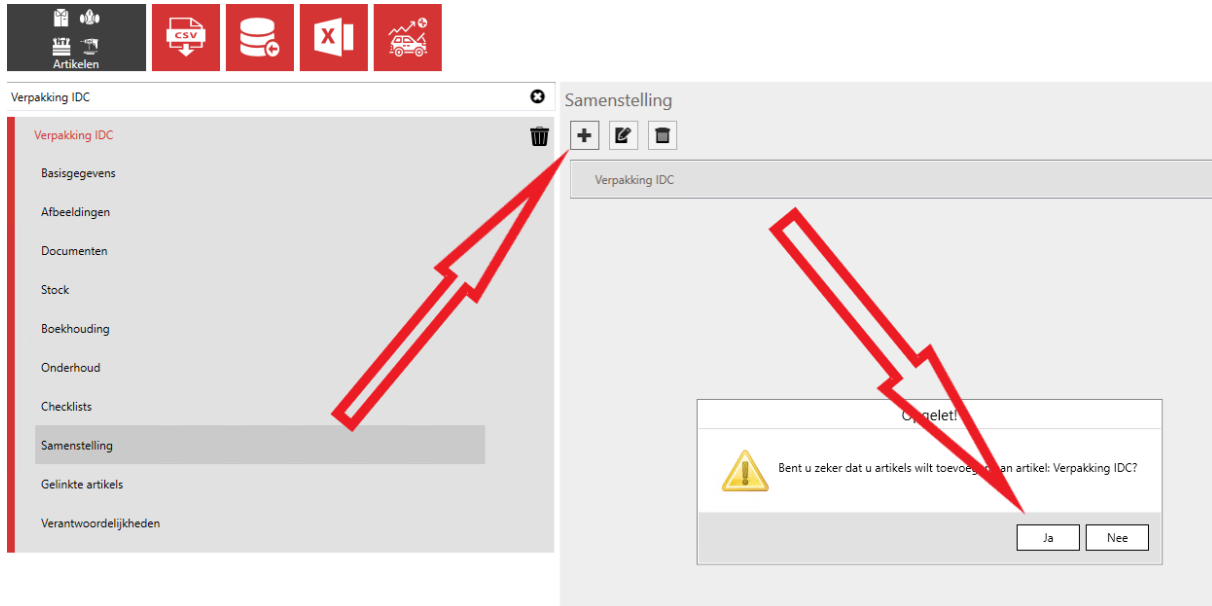 Artikelen
CSV
X
Verpakking IDC
Verpakking IDC
Basisgegevens
Afbeeldingen
Documenten
Stock
Boekhouding
Onderhoud
Checklists
Samenstelling
Gelinkte artikels
Verantwoordelijkheden
Samenstelling
Verpakking IDC
Opgelet!
Bent u zeker dat u artikels wilt toevoegen aan artikel: Verpakking IDC?
Ja
Nee